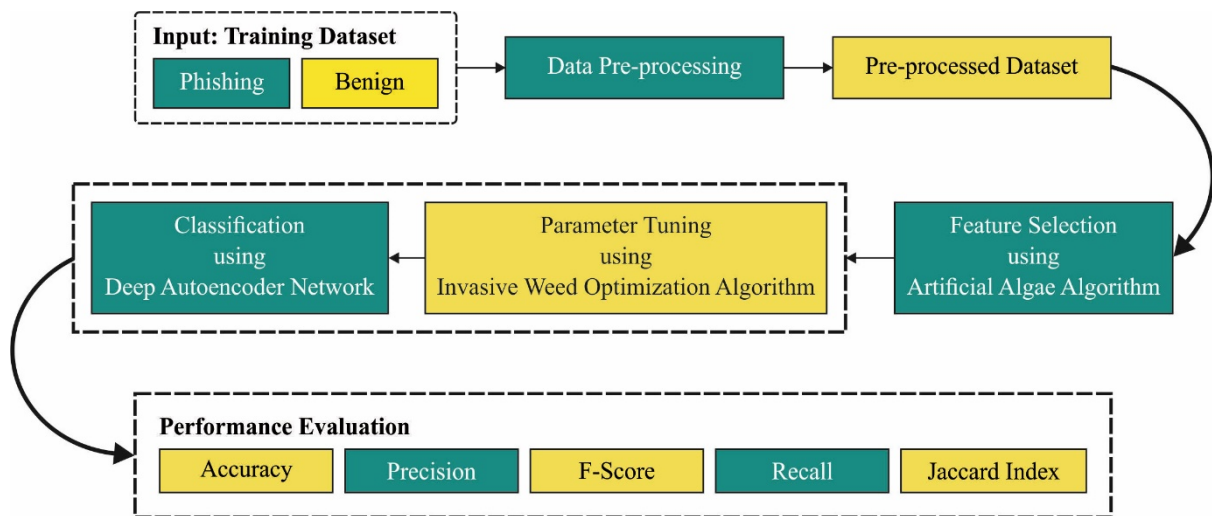 Input: Training Dataset
Phishing
Benign
Data Pre-processing
Pre-processed Dataset
Classification
using
Deep Autoencoder Network
Parameter Tuning
using
Invasive Weed Optimization Algorithm
Feature Selection
using
Artificial Algae Algorithm
Performance Evaluation
Accuracy
Precision
F-Score
Recall
Jaccard Index